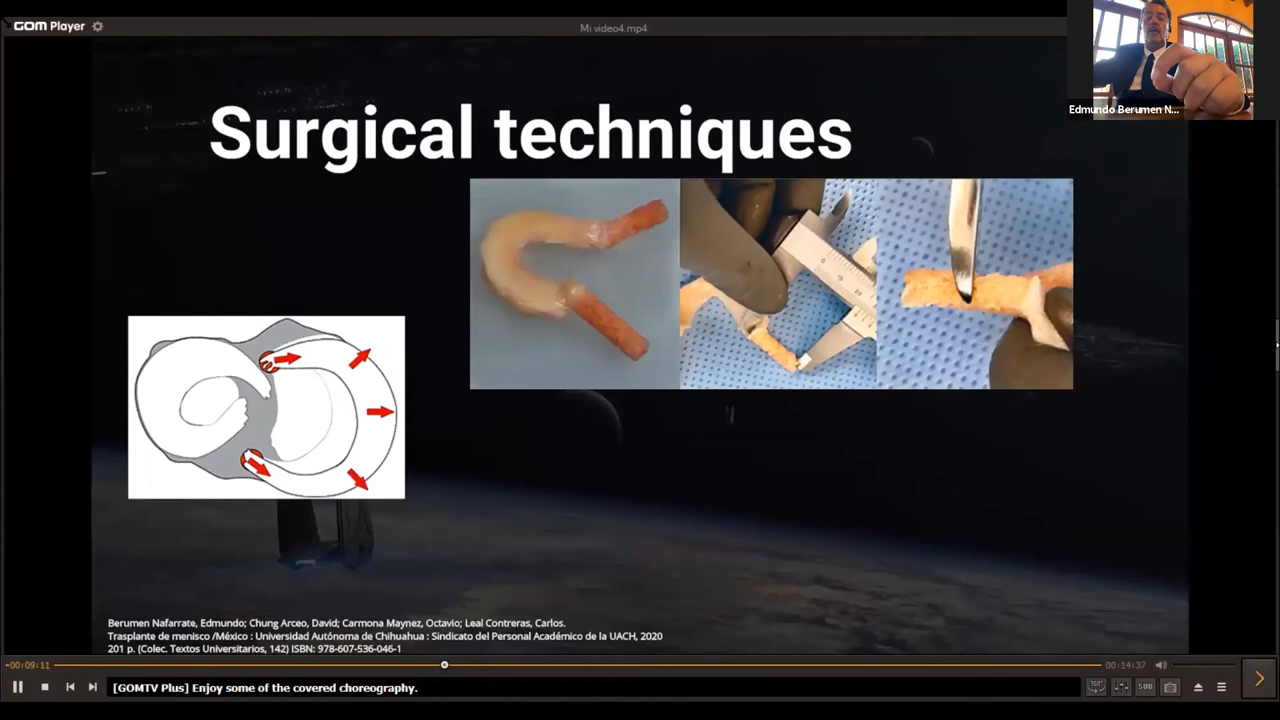 GOM Player
Mi video4.mp4
Edmundo Berumen N...
Surgical techniques
Berumen Nafarrate, Edmundo; Chung Arceo, David; Carmona Maynez, Octavio; Leal Contreras, Carlos.
Trasplante de menisco /México : Universidad Autónoma de Chihuahua : Sindicato del Personal Académico de la UACH, 2020
201 p. (Colec. Textos Universitarios, 142) ISBN: 978-607-536-046-1
-00:09:11
00:14:37
[GOMTV Plus] Enjoy some of the covered choreography.
360°
SUB